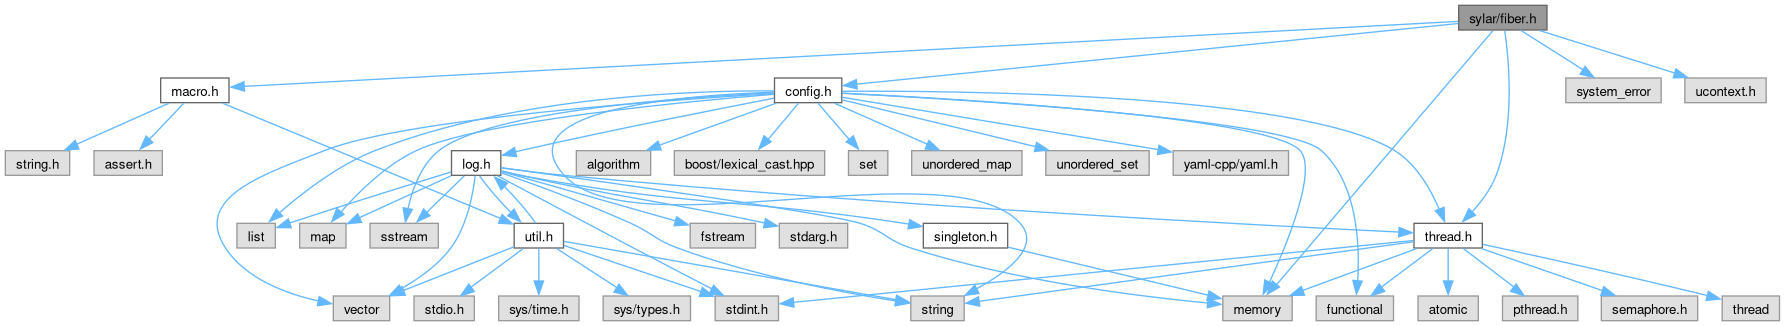 sylar/fiber.h
macro.h
config.h
system_error
ucontext.h
string.h
assert.h
log.h
algorithm
boost/lexical_cast.hpp
set
unordered_map
unordered_set
yaml-cpp/yaml.h
list
map
sstream
util.h
fstream
stdarg.h
singleton.h
thread.h
vector
stdio.h
sys/time.h
sys/types.h
stdint.h
string
memory
functional
atomic
pthread.h
semaphore.h
thread